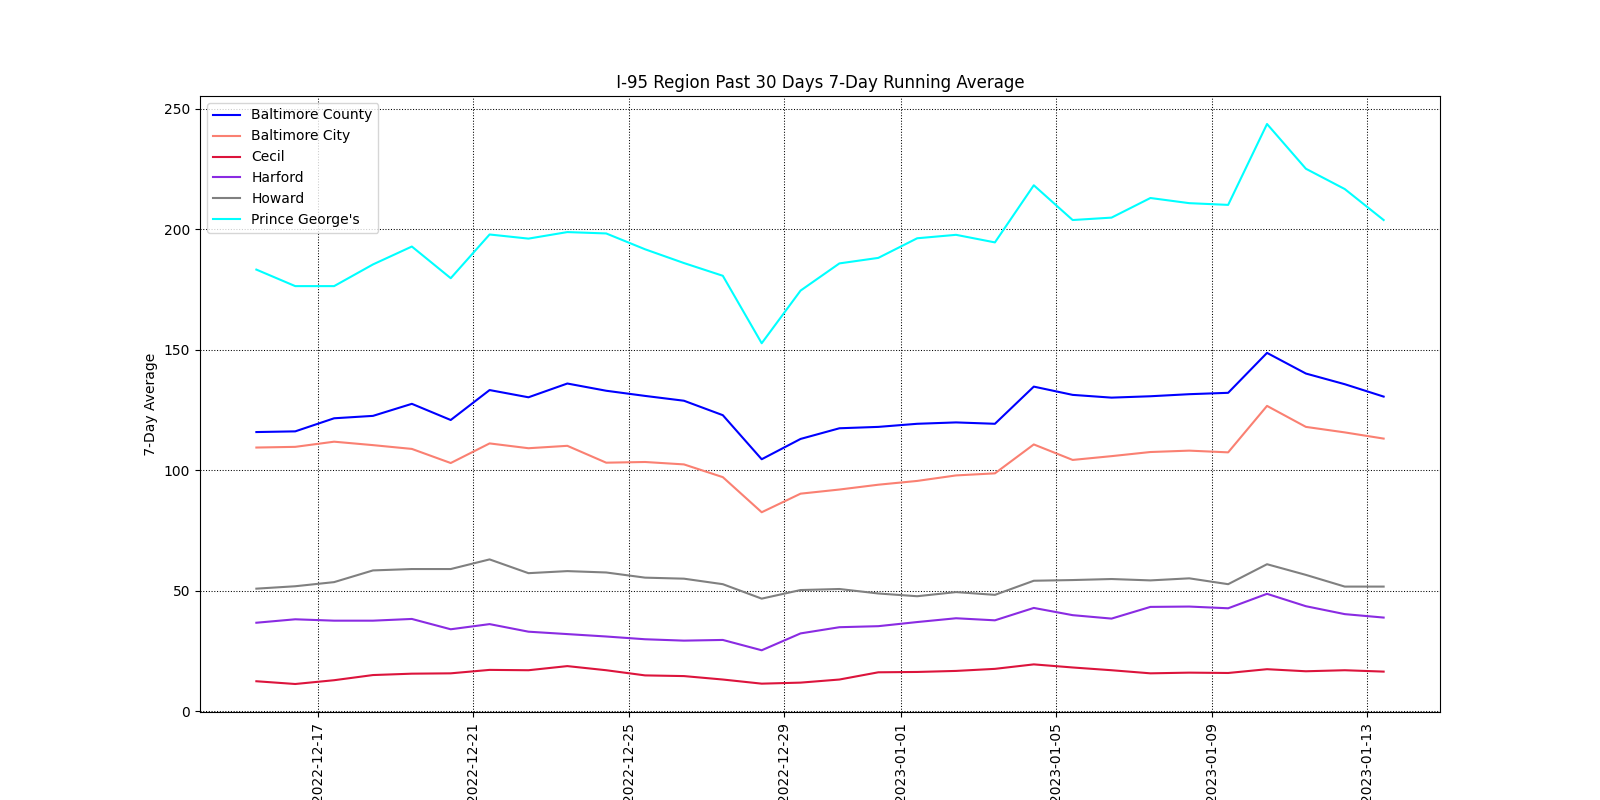 I-95 Region Past 30 Days 7-Day Running Average
250
200
150
100
50
0
7-Day Average
Baltimore County
Baltimore City
Cecil
Harford
Howard
Prince George's
2022-12-17
2022-12-21
2022-12-25
2022-12-29
2023-01-01
2023-01-05
2023-01-09
2023-01-13